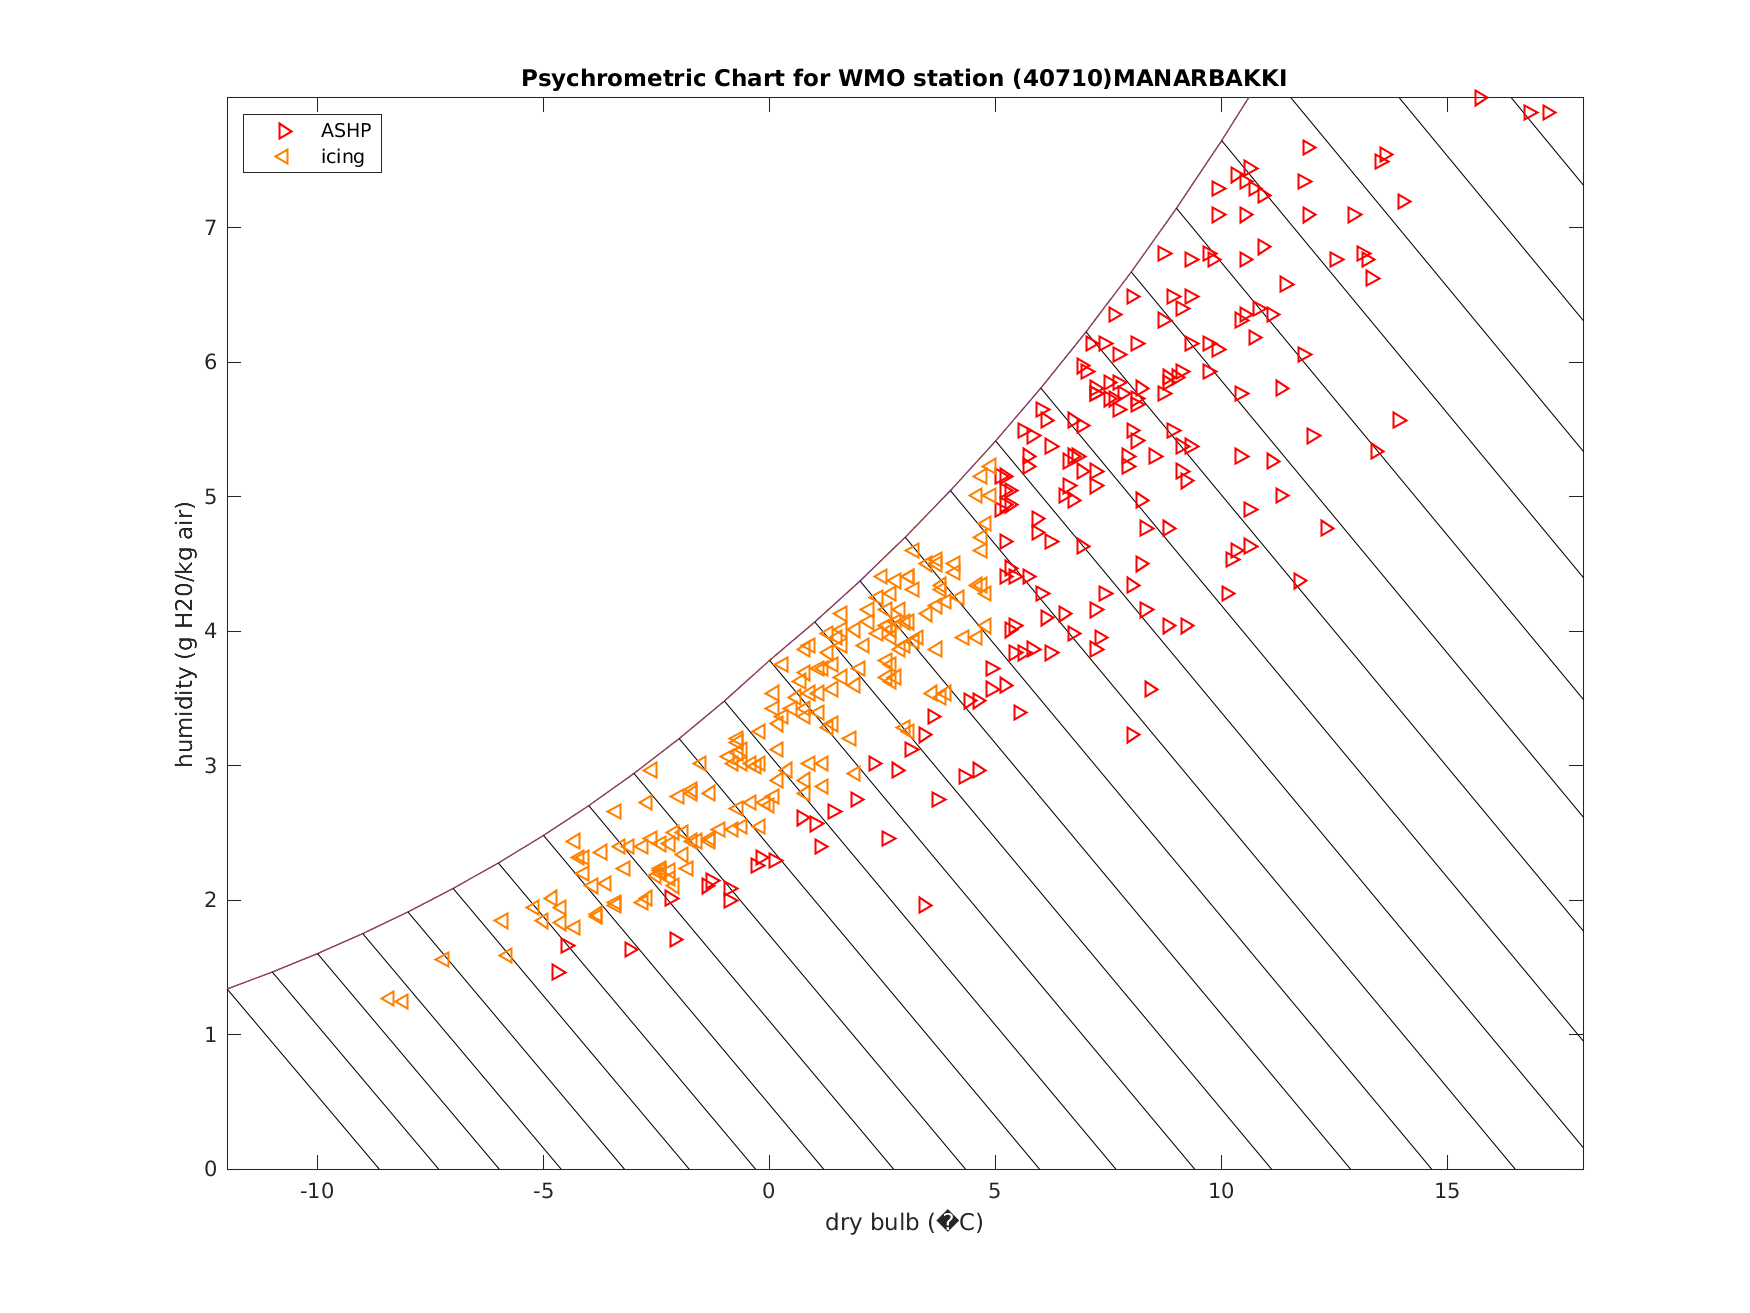 Psychrometric Chart for WMO station (40710)MANARBAKKI
ASHP
icing
humidity (g H20/kg air)
7
6
5
4
3
2
1
0
-10
-5
0
5
10
15
dry bulb (�C)